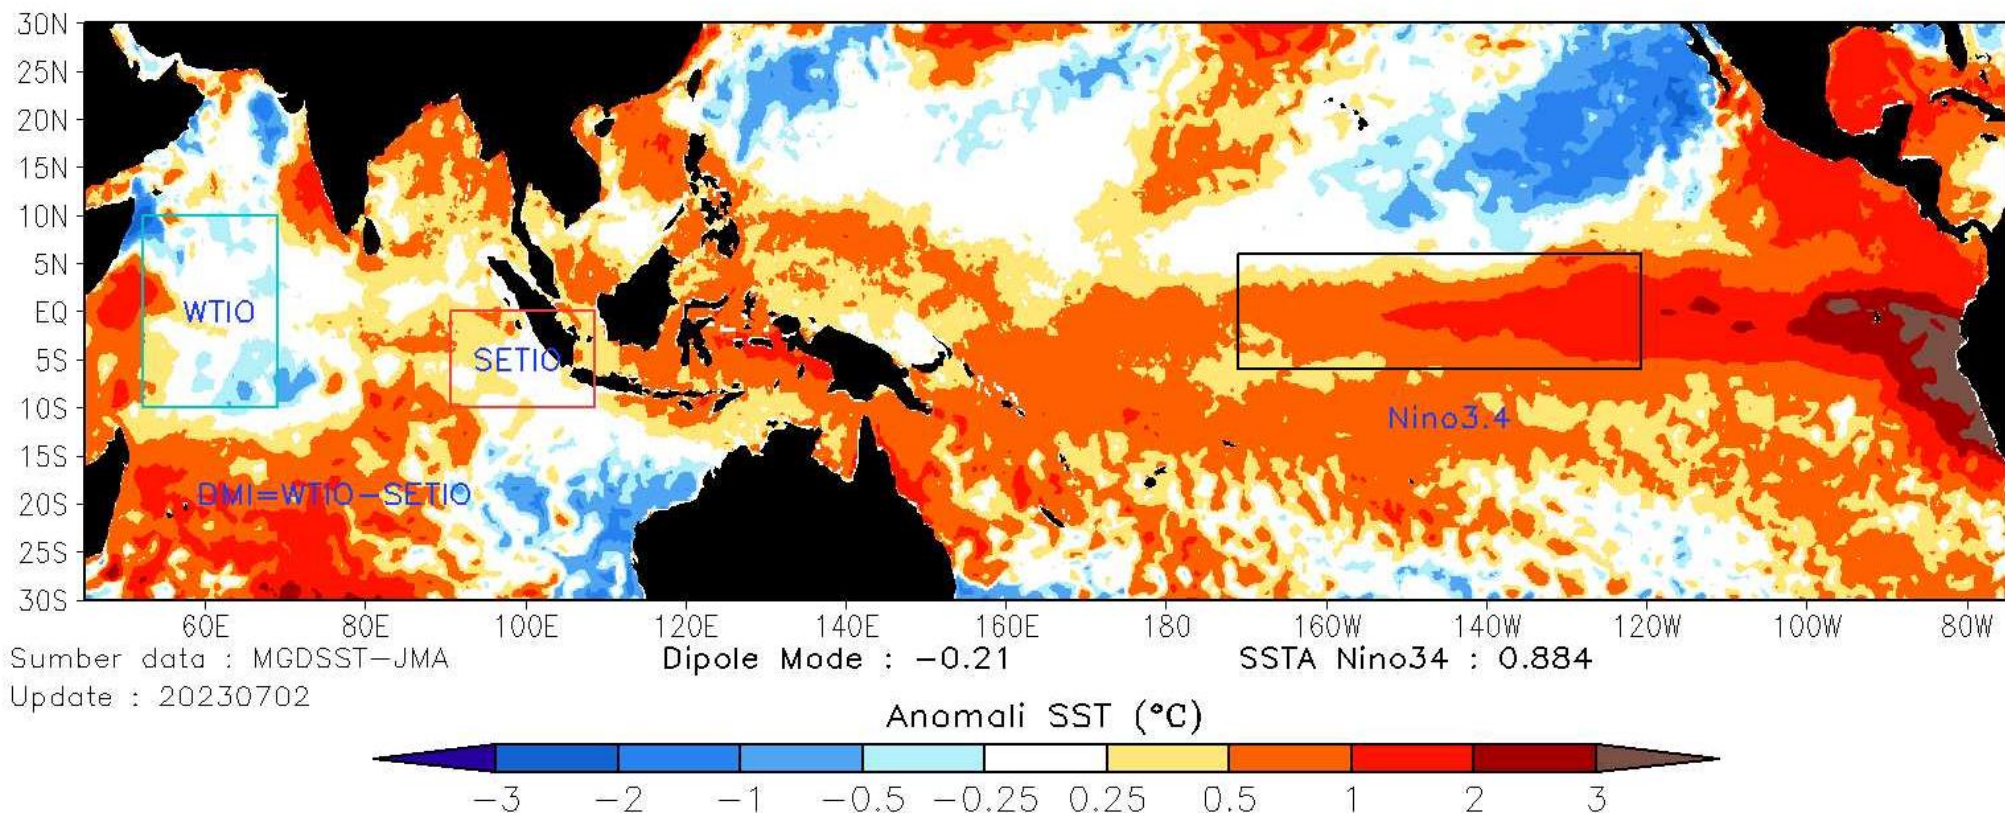 30N
25N
20N
15N
10N
5N
EQ
5S
10S
15S
20S
25S
30S
WTIO
SETIO
Nino3.4
DMI=WTIO-SETIO
60E 80E 100E 120E 140E 160E 180 160W 140W 120W 100W 80W
Sumber data : MGDSST-JMA Dipole Mode : -0.21 SSTA Nino34 : 0.884
Update : 20230702
Anomali SST (°C)
-3 -2 -1 -0.5 -0.25 0.25 0.5 1 2 3